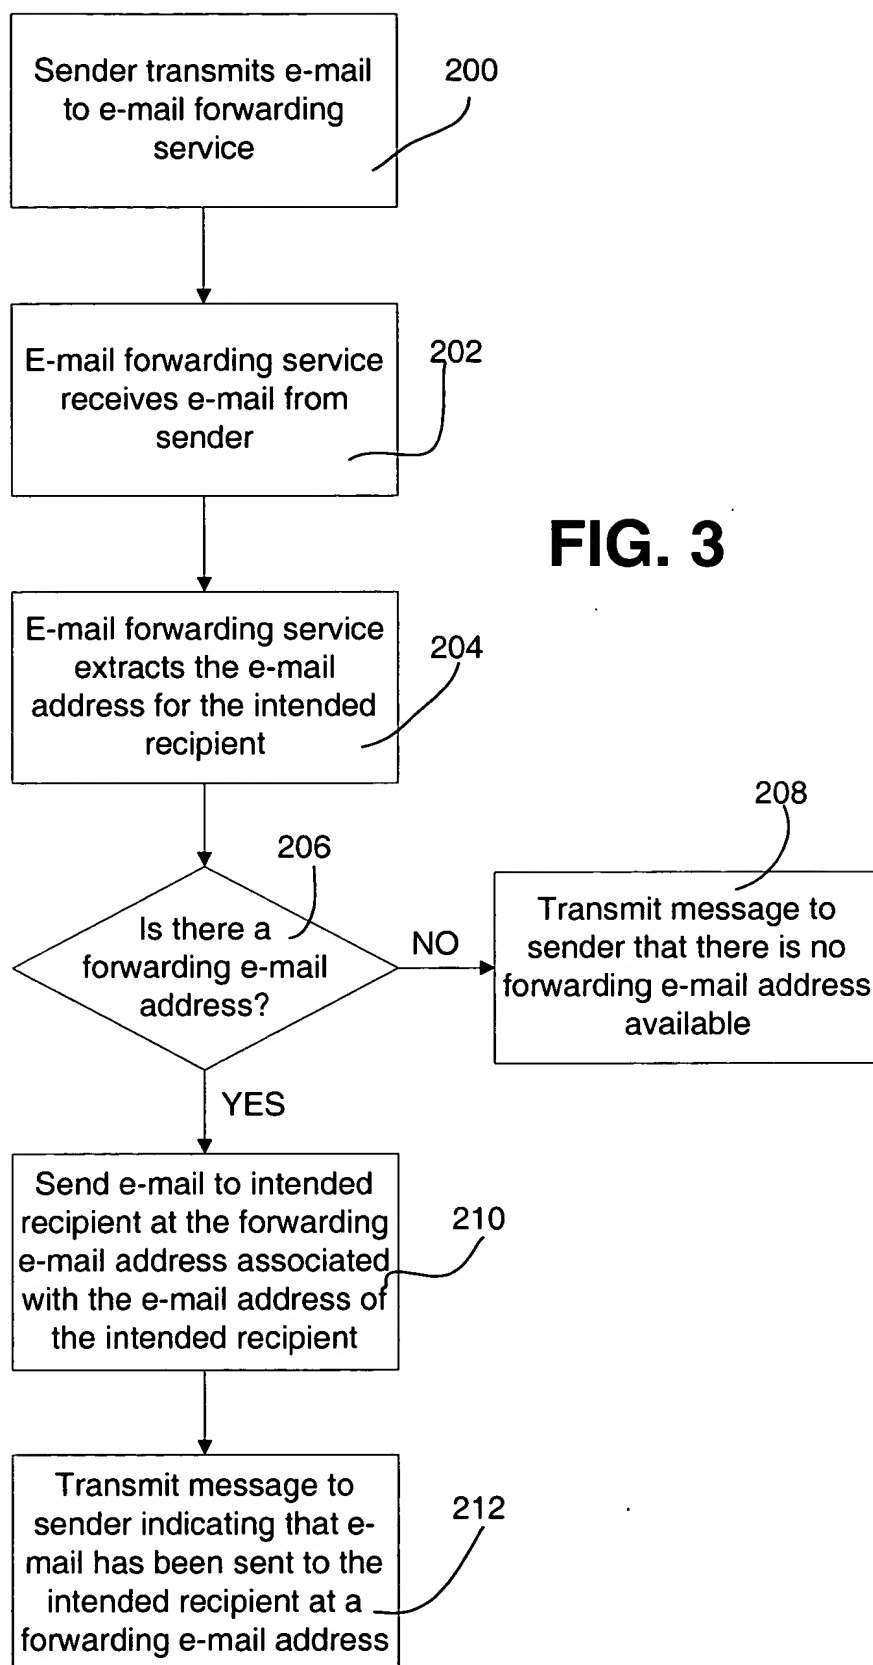 Sender transmits e-mail
to e-mail forwarding
service
200
E-mail forwarding service
receives e-mail from
sender
202
FIG. 3
E-mail forwarding service
extracts the e-mail
address for the intended
recipient
204
206
Is there a
forwarding e-mail
address?
NO
208
Transmit message to
sender that there is no
forwarding e-mail address
available
YES
Send e-mail to intended
recipient at the forwarding
e-mail address associated
with the e-mail address of
the intended recipient
210
Transmit message to
sender indicating that e-
mail has been sent to the
intended recipient at a
forwarding e-mail address
212